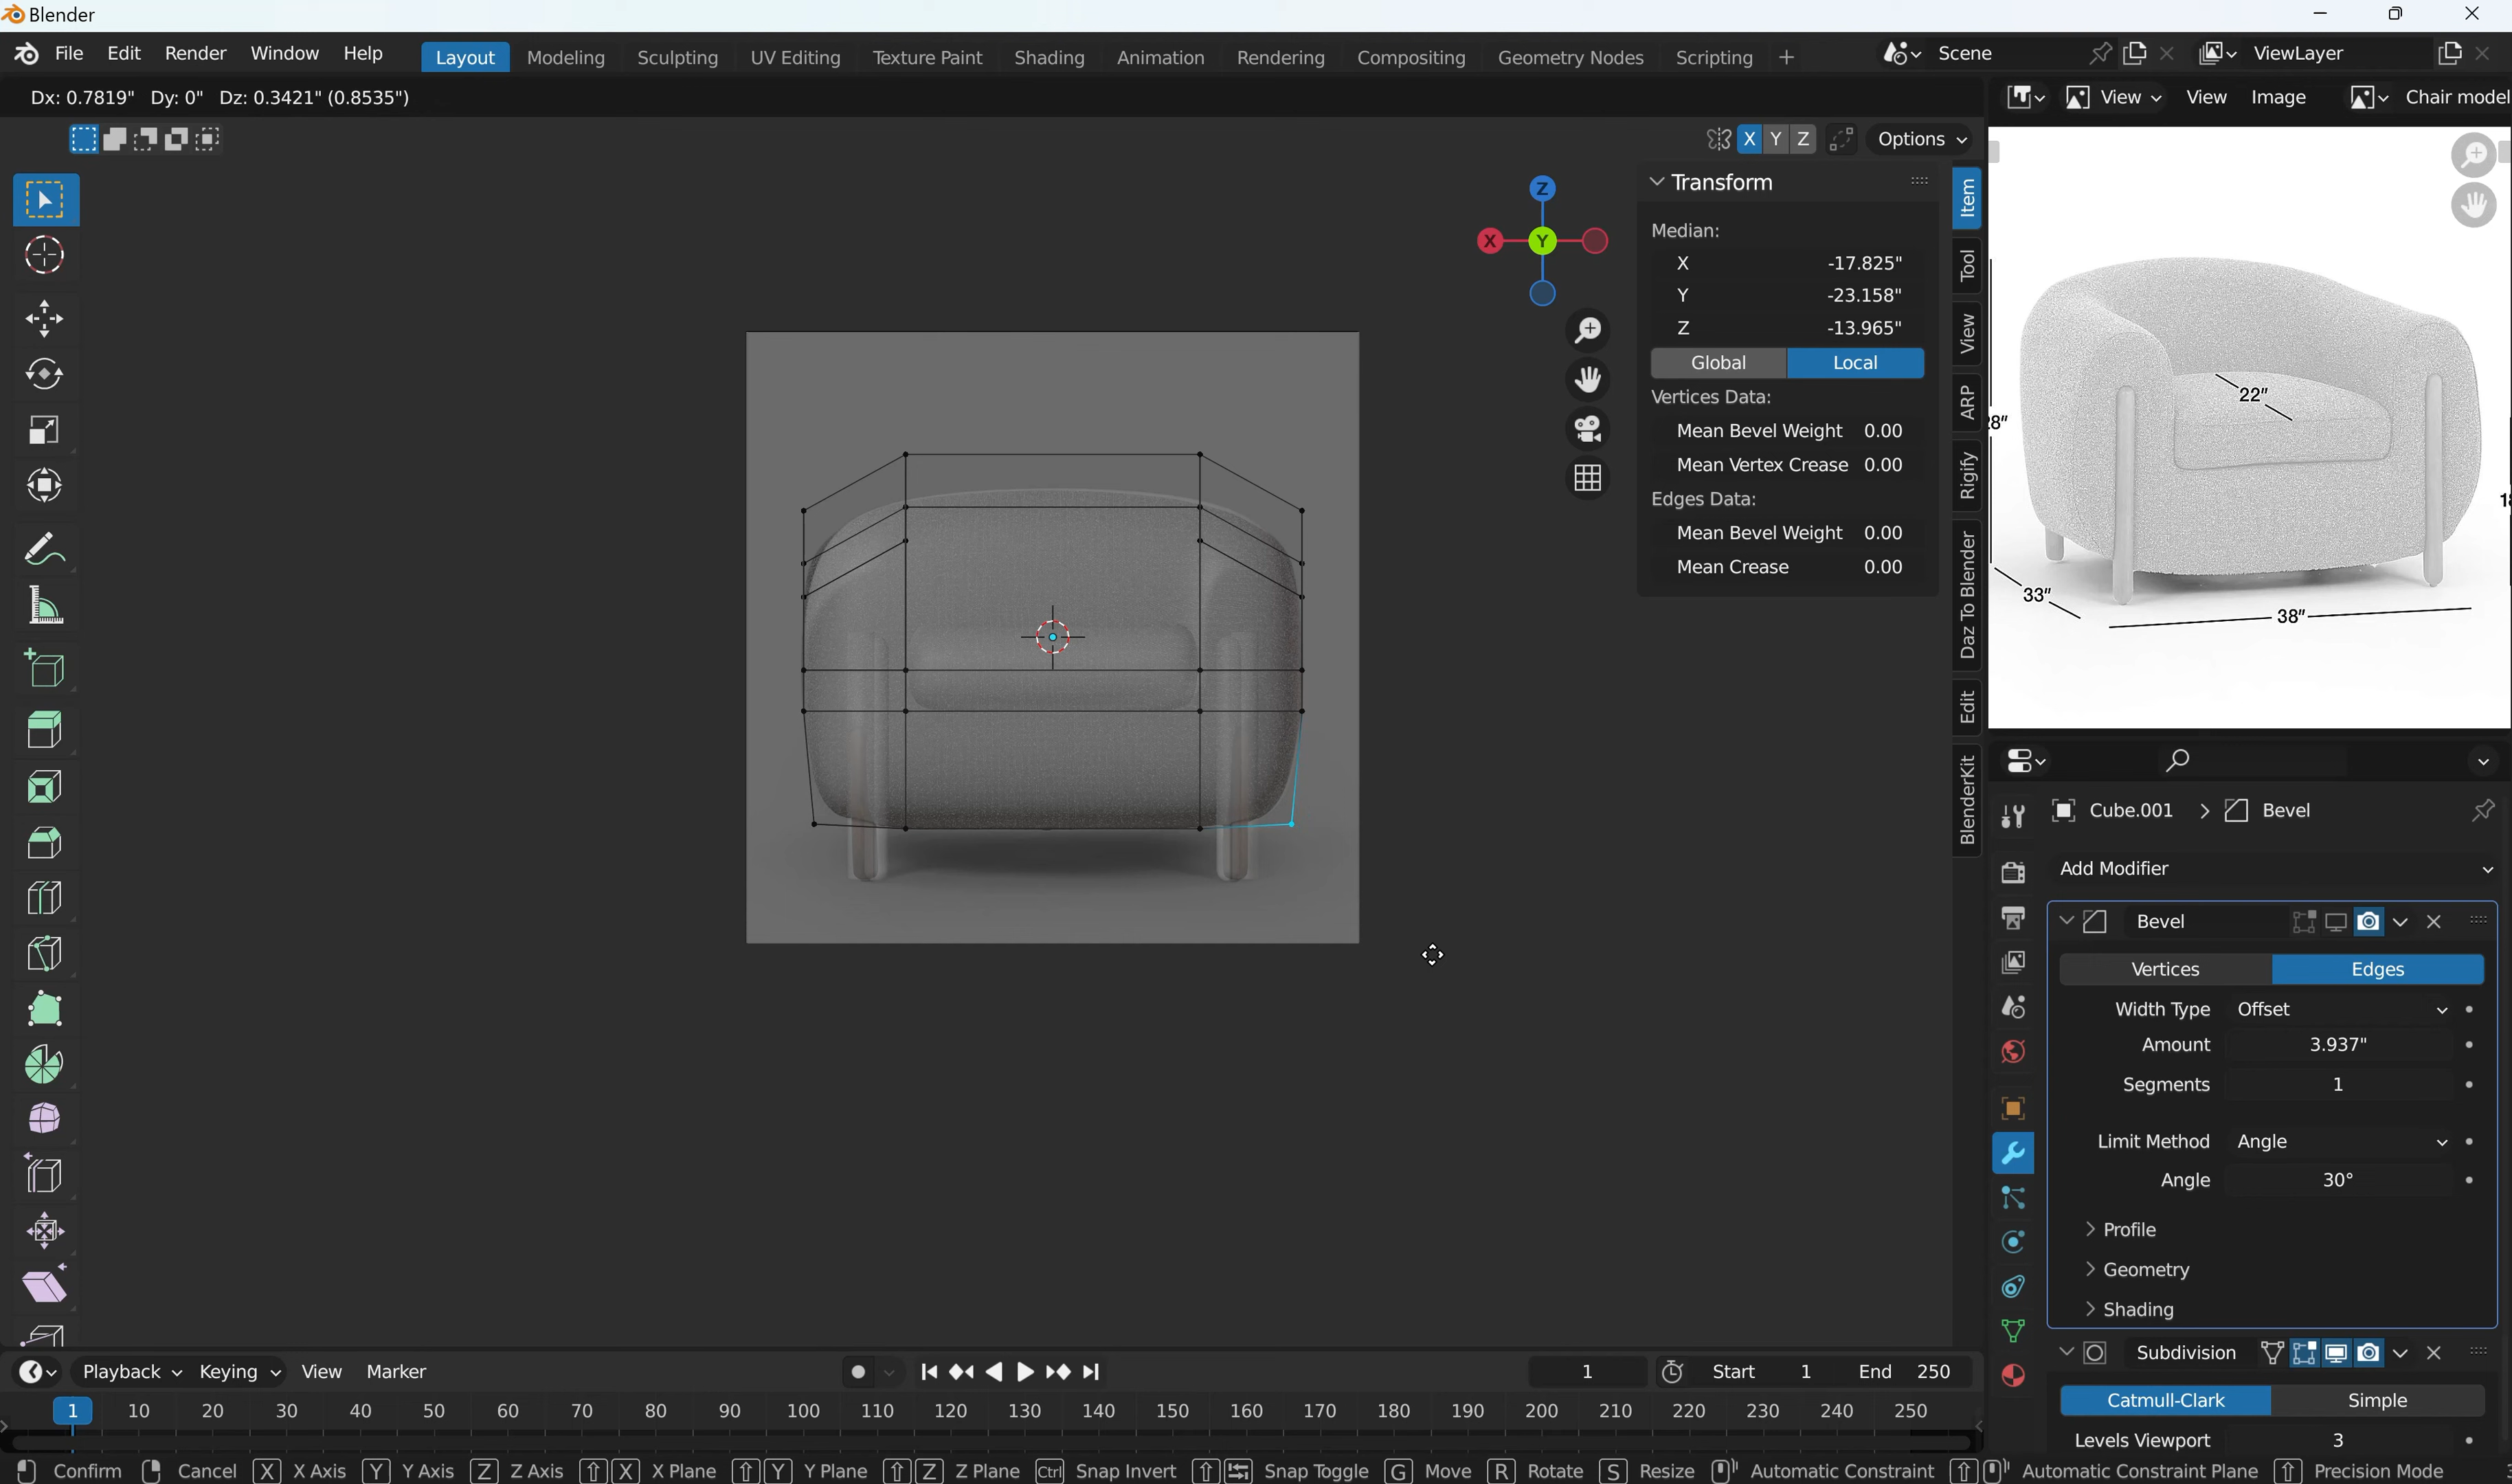 Blender
File Edit Render Window Help Layout Modeling Sculpting UV Editing Texture Paint Shading Animation Rendering Compositing Geometry Nodes Scripting + Scene ViewLayer
Dx: 0.7819" Dy: 0" Dz: 0.3421" (0.8535")
View View Image Chair model
X Y Z Options
Transform
Median:
X -17.825"
Y -23.158"
Z -13.965"
Global Local
Vertices Data:
Mean Bevel Weight 0.00
Mean Vertex Crease 0.00
Edges Data:
Mean Bevel Weight 0.00
Mean Crease 0.00
Z
X Y
Item
Tool
View
ARP
Rigify
Daz To Blender
Edit
BlenderKit
22"
8"
18
33"
38"
Cube.001 > Bevel
Add Modifier
Bevel
Vertices Edges
Width Type Offset
Amount 3.937"
Segments 1
Limit Method Angle
Angle 30°
Profile
Geometry
Shading
Subdivision
Catmull-Clark Simple
Levels Viewport 3
Playback Keying View Marker 1 Start 1 End 250
1 10 20 30 40 50 60 70 80 90 100 110 120 130 140 150 160 170 180 190 200 210 220 230 240 250
Confirm Cancel X X Axis Y Y Axis Z Z Axis X X Plane Y Y Plane Z Z Plane Ctrl Snap Invert Snap Toggle G Move R Rotate S Resize Automatic Constraint Automatic Constraint Plane Precision Mode